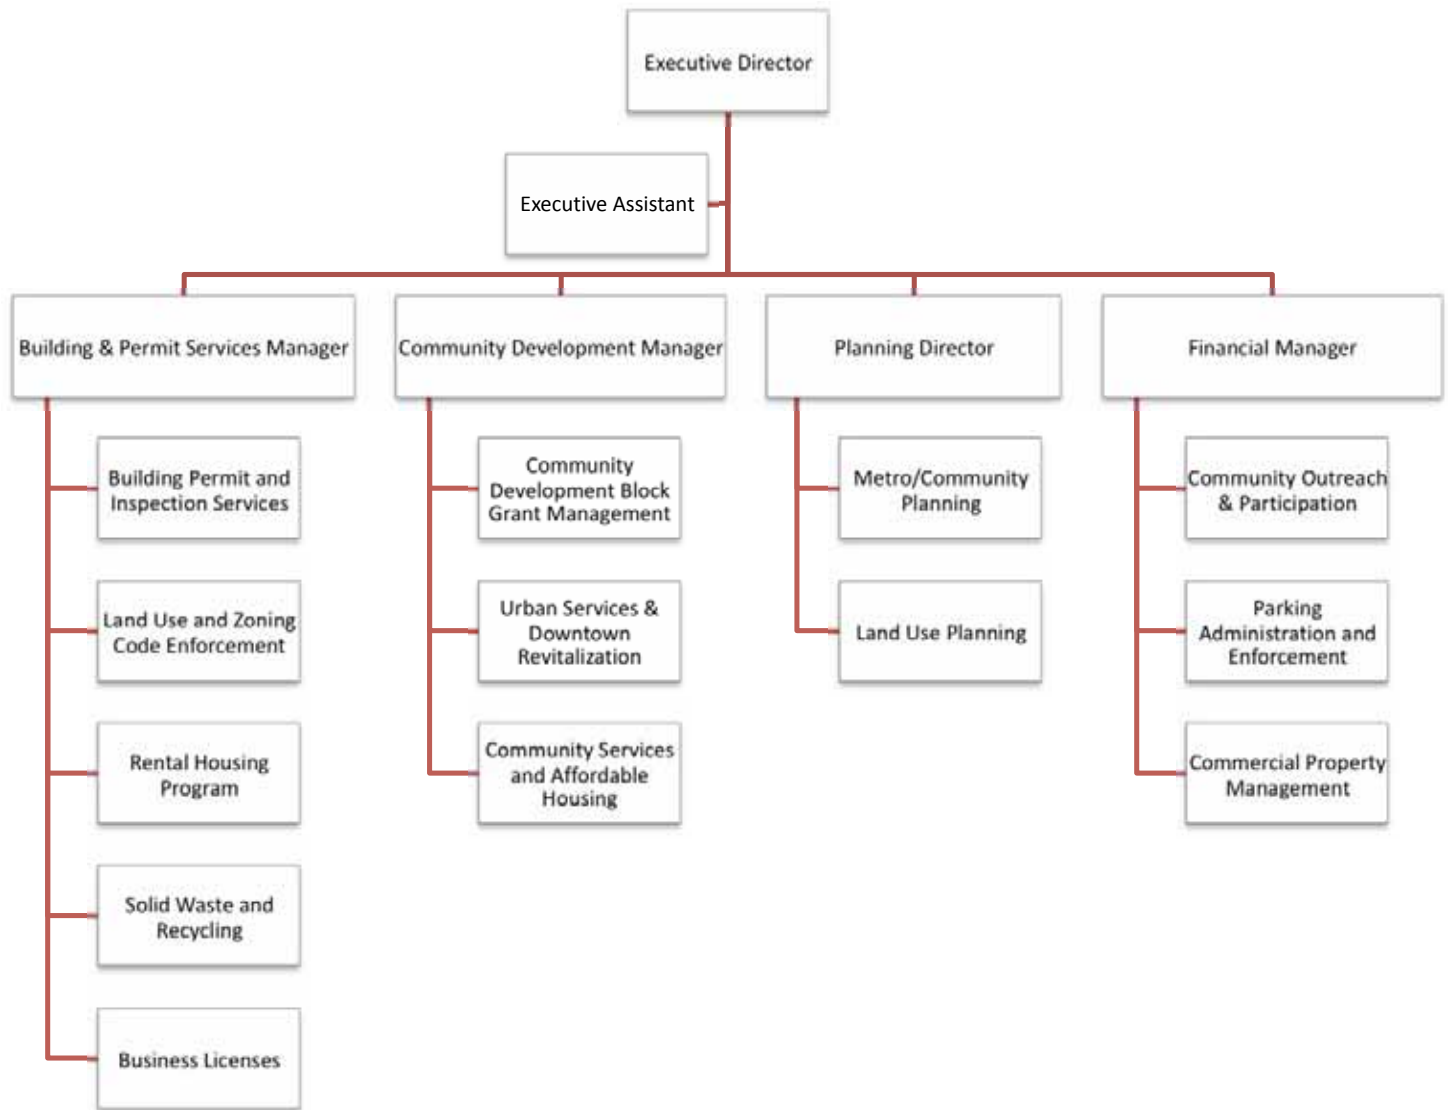 Executive Director
Executive Assistant
Building & Permit Services Manager
Community Development Manager
Planning Director
Financial Manager
Building Permit and
Inspection Services
Land Use and Zoning
Code Enforcement
Rental Housing
Program
Solid Waste and
Recycling
Business Licenses
Community
Development Block
Grant Management
Urban Services &
Downtown
Revitalization
Community Services
and Affordable
Housing
Metro/Community
Planning
Land Use Planning
Community Outreach
& Participation
Parking
Administration and
Enforcement
Commercial Property
Management